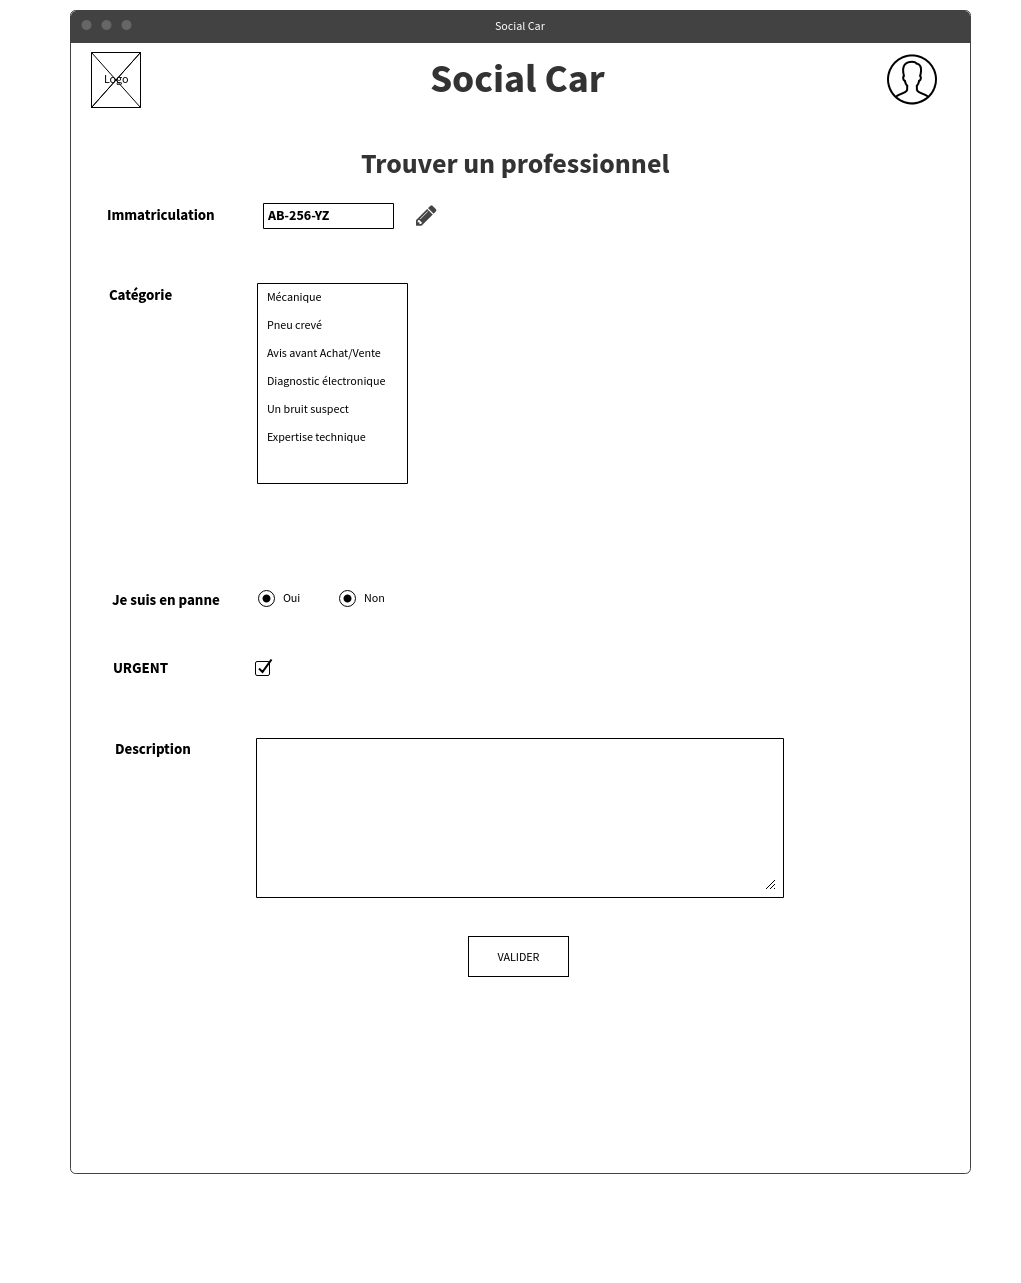 Social Car
Logo
Social Car
Trouver un professionnel
Immatriculation
AB-256-YZ
Catégorie
Mécanique
Pneu crevé
Avis avant Achat/Vente
Diagnostic électronique
Un bruit suspect
Expertise technique
Je suis en panne
Oui
Non
URGENT
Description
VALIDER